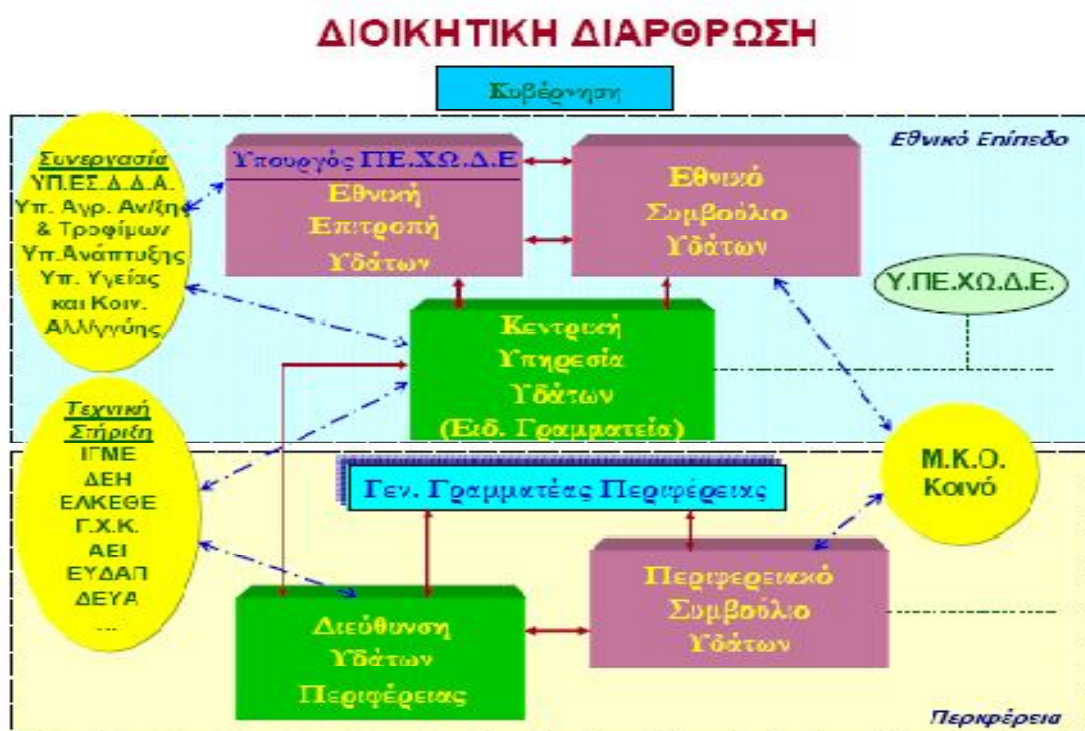 ΔΙΟΙΚΗΤΙΚΗ ΔΙΑΡΘΡΩΣΗ
Κυβέρνηση
Εθνικό Επίπεδο
Συνεργασία
ΥΠ.ΕΣ.Δ.Δ.Α.
Υπ. Αγρ. Αν/ξης
& Τροφίμων
Υπ.Ανάπτυξης
Υπ. Υγείας
και Κοιν.
Αλλ/γγύης
Υπουργός ΠΕ.ΧΩ.Δ.Ε
Εθνική
Επιτροπή
Υδάτων
Εθνικό
Συμβούλιο
Υδάτων
Υ.ΠΕ.ΧΩ.Δ.Ε.
Κεντρική
Υπηρεσία
Υδάτων
(Ειδ. Γραμματεία)
Τεχνική
Στήριξη
ΙΓΜΕ
ΔΕΗ
ΕΛΚΕΘΕ
Γ.Χ.Κ.
ΑΕΙ
ΕΥΔΑΠ
ΔΕΥΑ
....
Μ.Κ.Ο.
Κοινό
Γεν. Γραμματέας Περιφέρειας
Περιφερειακό
Συμβούλιο
Υδάτων
Διεύθυνση
Υδάτων
Περιφέρειας
Περιφέρεια